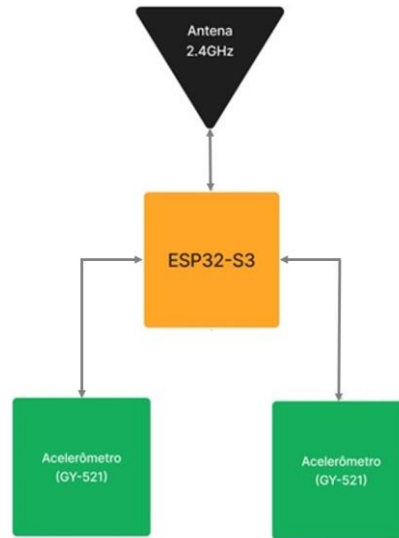 Antena
2.4GHz
ESP32-S3
Acelerômetro
(GY-521)
Acelerômetro
(GY-521)